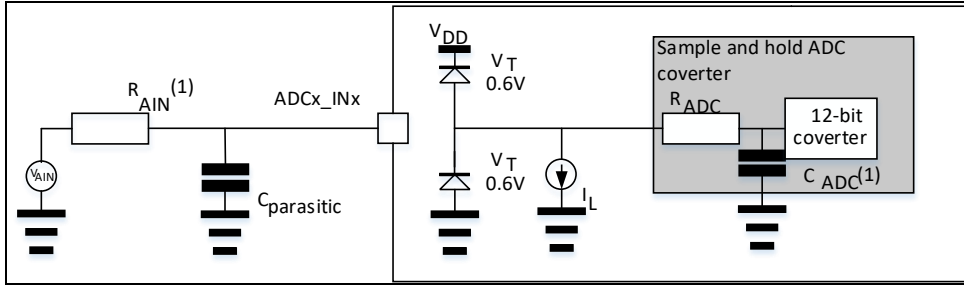 V_DD
V_T
0.6V
Sample and hold ADC
coverter
R_AIN(1)
ADCx_INx
R_ADC
12-bit
coverter
V_AIN
C_parasitic
V_T
0.6V
I_L
C_ADC(1)